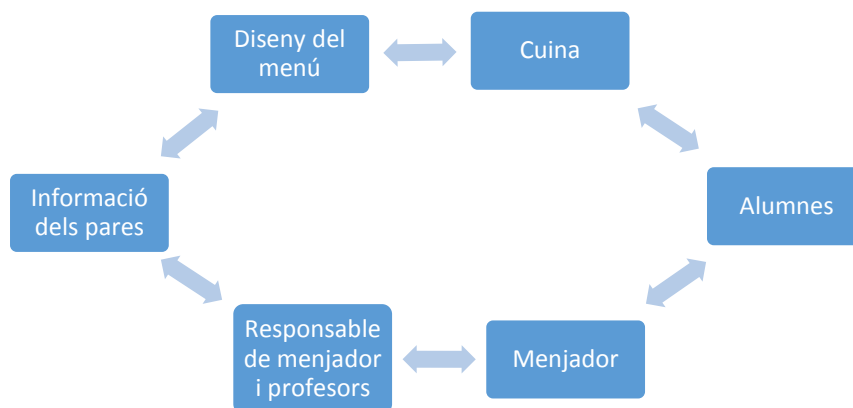 Diseny del
menú
Cuina
Informació
dels pares
Alumnes
Responsable
de menjador
i profesors
Menjador